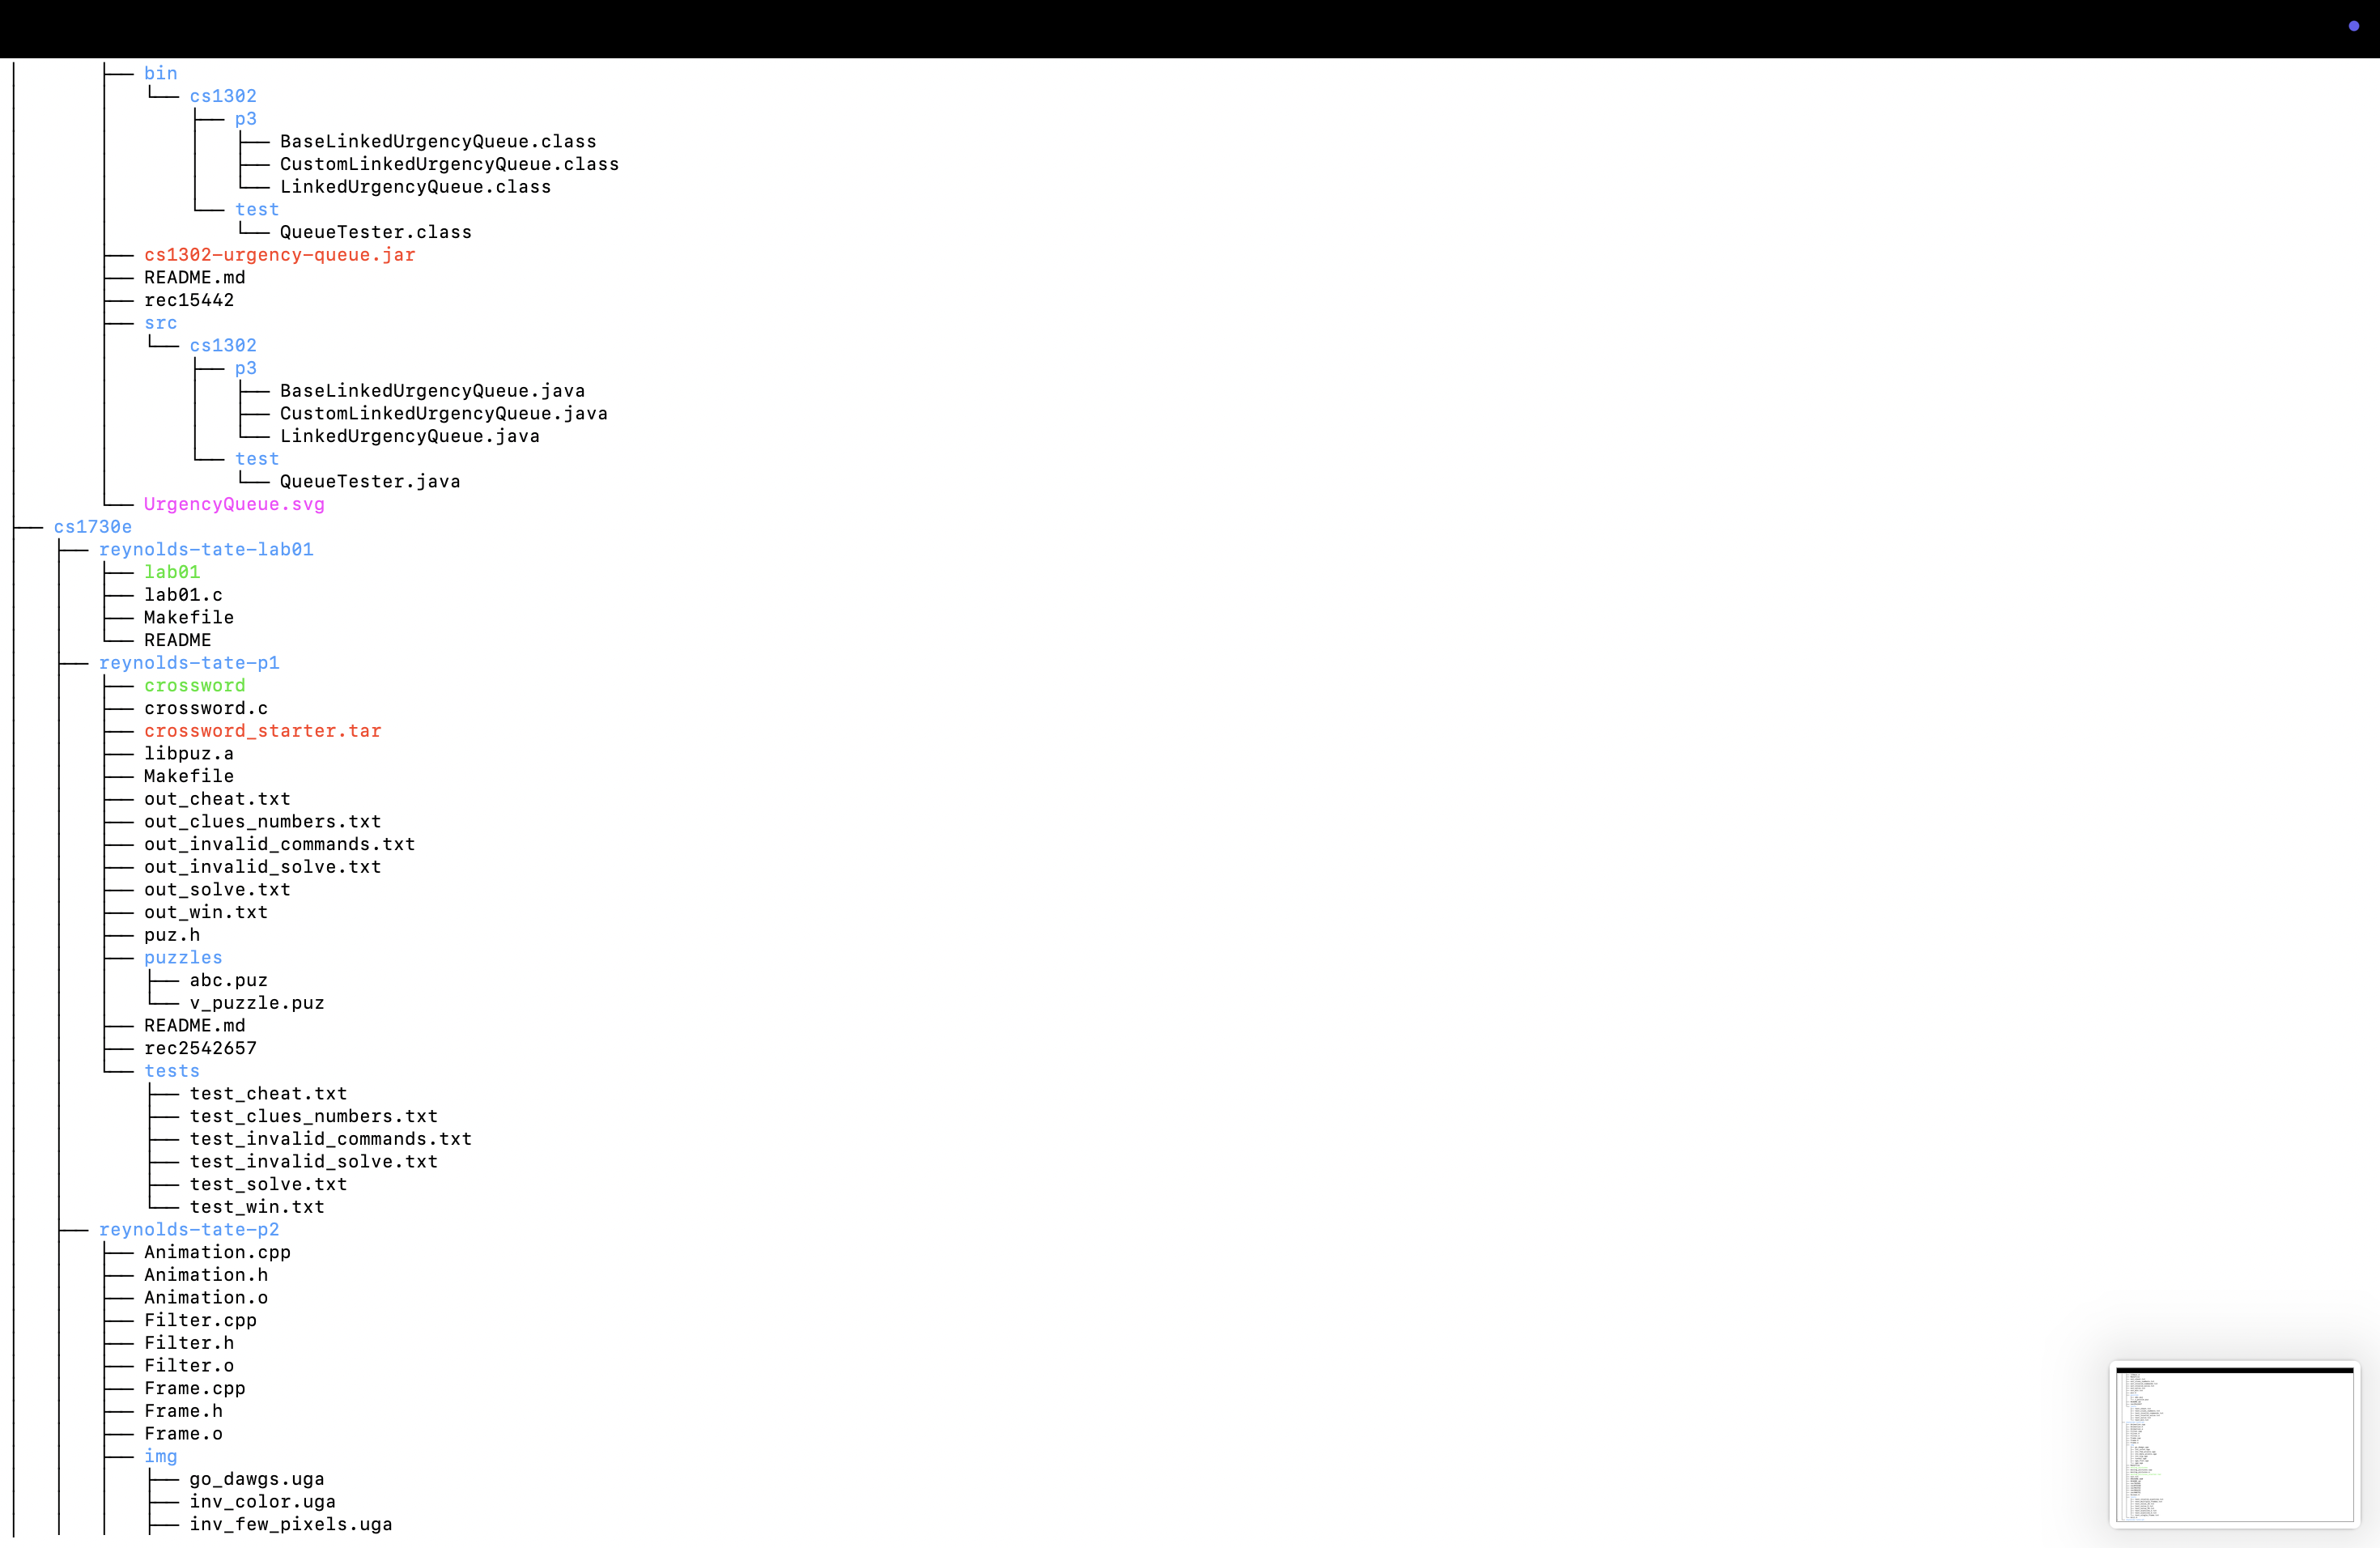 │       ├── bin
│       │   └── cs1302
│       │       ├── p3
│       │       │   ├── BaseLinkedUrgencyQueue.class
│       │       │   ├── CustomLinkedUrgencyQueue.class
│       │       │   └── LinkedUrgencyQueue.class
│       │       └── test
│       │           └── QueueTester.class
│       ├── cs1302-urgency-queue.jar
│       ├── README.md
│       ├── rec15442
│       ├── src
│       │   └── cs1302
│       │       ├── p3
│       │       │   ├── BaseLinkedUrgencyQueue.java
│       │       │   ├── CustomLinkedUrgencyQueue.java
│       │       │   └── LinkedUrgencyQueue.java
│       │       └── test
│       │           └── QueueTester.java
│       └── UrgencyQueue.svg
├── cs1730e
│   ├── reynolds-tate-lab01
│   │   ├── lab01
│   │   ├── lab01.c
│   │   ├── Makefile
│   │   └── README
│   ├── reynolds-tate-p1
│   │   ├── crossword
│   │   ├── crossword.c
│   │   ├── crossword_starter.tar
│   │   ├── libpuz.a
│   │   ├── Makefile
│   │   ├── out_cheat.txt
│   │   ├── out_clues_numbers.txt
│   │   ├── out_invalid_commands.txt
│   │   ├── out_invalid_solve.txt
│   │   ├── out_solve.txt
│   │   ├── out_win.txt
│   │   ├── puz.h
│   │   ├── puzzles
│   │   │   ├── abc.puz
│   │   │   └── v_puzzle.puz
│   │   ├── README.md
│   │   ├── rec2542657
│   │   └── tests
│   │       ├── test_cheat.txt
│   │       ├── test_clues_numbers.txt
│   │       ├── test_invalid_commands.txt
│   │       ├── test_invalid_solve.txt
│   │       ├── test_solve.txt
│   │       └── test_win.txt
│   ├── reynolds-tate-p2
│   │   ├── Animation.cpp
│   │   ├── Animation.h
│   │   ├── Animation.o
│   │   ├── Filter.cpp
│   │   ├── Filter.h
│   │   ├── Filter.o
│   │   ├── Frame.cpp
│   │   ├── Frame.h
│   │   ├── Frame.o
│   │   ├── img
│   │   │   ├── go_dawgs.uga
│   │   │   ├── inv_color.uga
│   │   │   ├── inv_few_pixels.uga